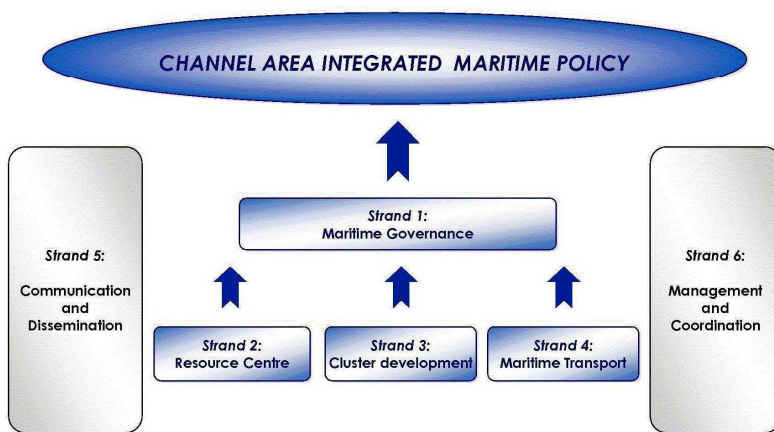 CHANNEL AREA INTEGRATED MARITIME POLICY
Strand 1:
Maritime Governance
Strand 5:
Communication
and
Dissemination
Strand 6:
Management
and
Coordination
Strand 2:
Resource Centre
Strand 3:
Cluster development
Strand 4:
Maritime Transport